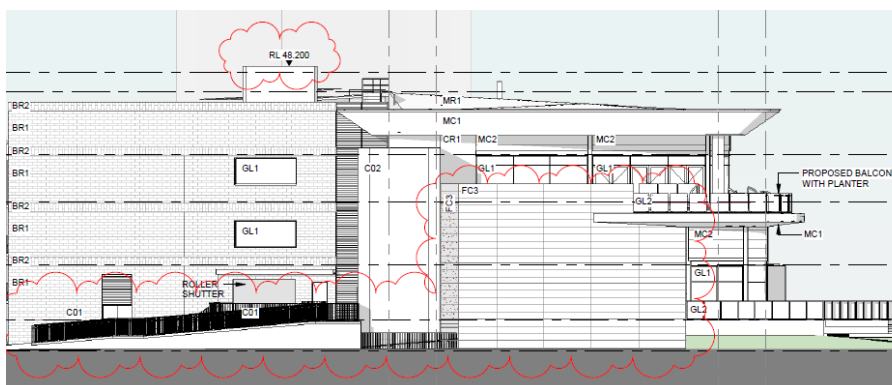 RL 48.200
MR1
BR2
MC1
BR1
CR1
MC2
MC2
BR2
C02
GL1
GL1
GL1
BR1
PROPOSED BALCON
WITH PLANTER
FC3
FC3
GL2
BR2
MC1
BR1
GL1
MC2
BR2
GL1
BR1
ROLLER
SHUTTER
C01
C01
GL2